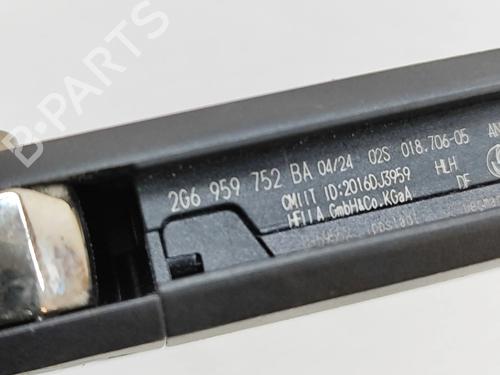 B-PARTS
2G6 959 752 BA 04/24 02S 018.706-05
CMIIT ID:2016DJ3959 HLH DF
HELLA GmbH&Co.KGaA